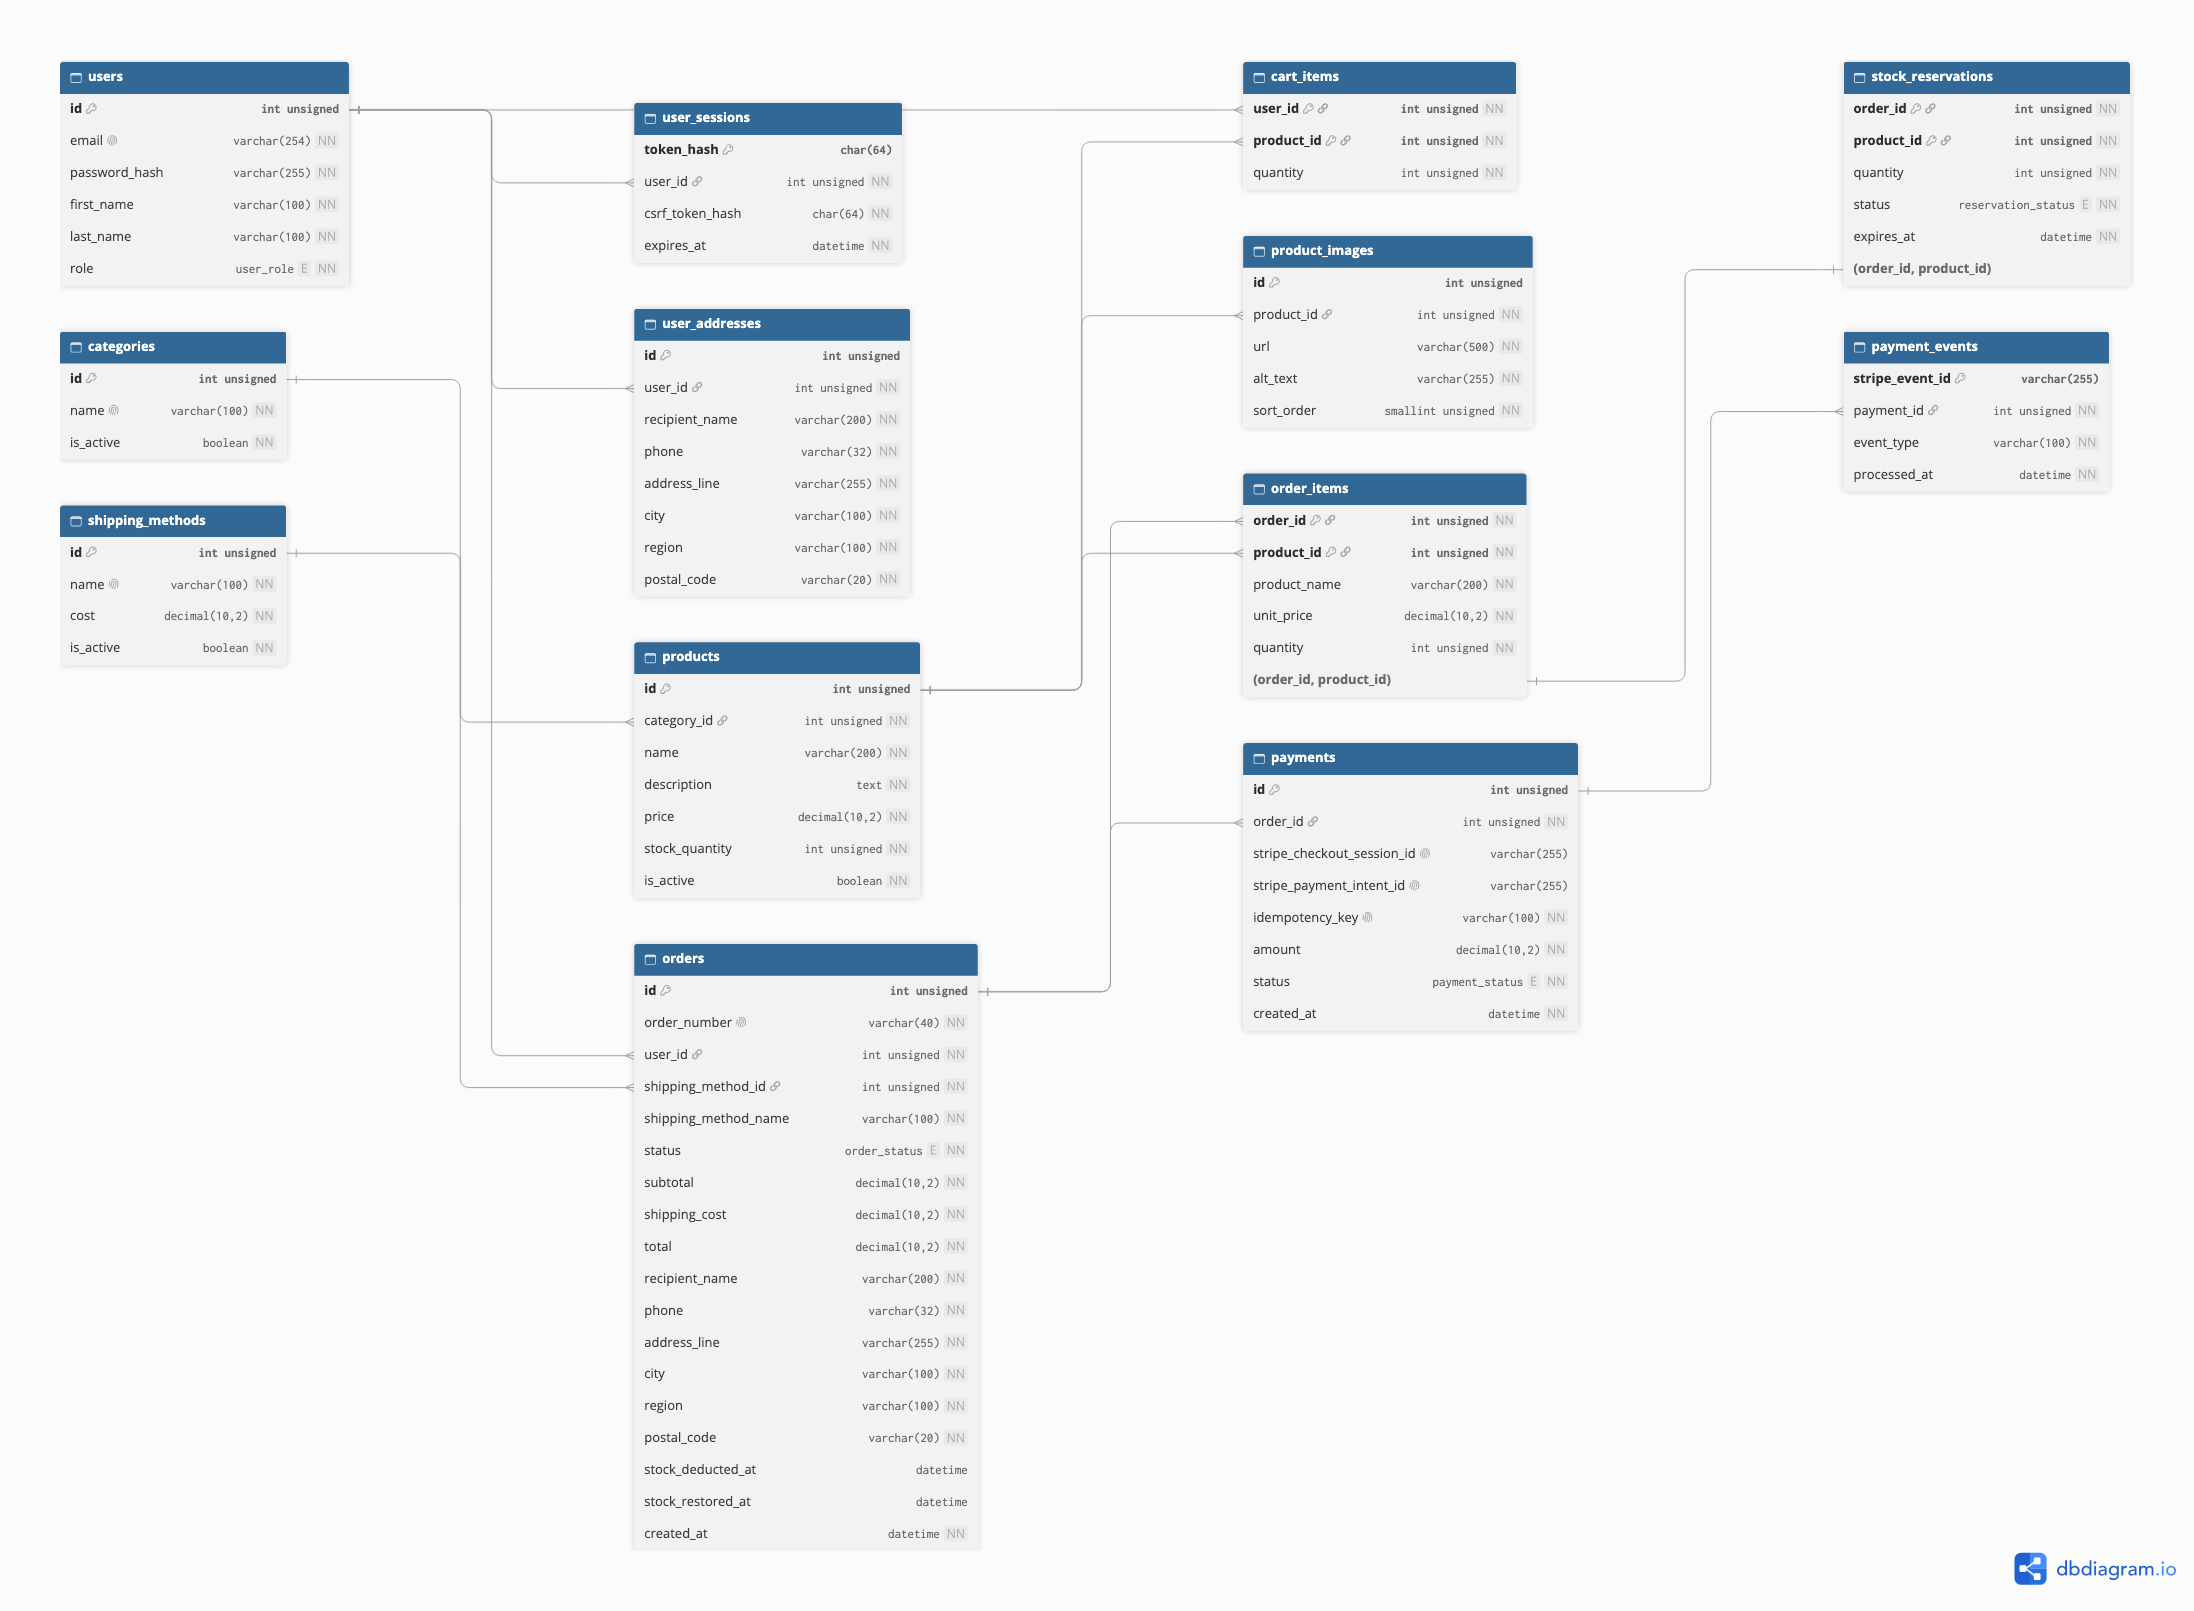 users
id int unsigned
email varchar(254) NN
password_hash varchar(255) NN
first_name varchar(100) NN
last_name varchar(100) NN
role user_role E NN
categories
id int unsigned
name varchar(100) NN
is_active boolean NN
shipping_methods
id int unsigned
name varchar(100) NN
cost decimal(10,2) NN
is_active boolean NN
user_sessions
token_hash char(64)
user_id int unsigned NN
csrf_token_hash char(64) NN
expires_at datetime NN
user_addresses
id int unsigned
user_id int unsigned NN
recipient_name varchar(200) NN
phone varchar(32) NN
address_line varchar(255) NN
city varchar(100) NN
region varchar(100) NN
postal_code varchar(20) NN
products
id int unsigned
category_id int unsigned NN
name varchar(200) NN
description text NN
price decimal(10,2) NN
stock_quantity int unsigned NN
is_active boolean NN
orders
id int unsigned
order_number varchar(40) NN
user_id int unsigned NN
shipping_method_id int unsigned NN
shipping_method_name varchar(100) NN
status order_status E NN
subtotal decimal(10,2) NN
shipping_cost decimal(10,2) NN
total decimal(10,2) NN
recipient_name varchar(200) NN
phone varchar(32) NN
address_line varchar(255) NN
city varchar(100) NN
region varchar(100) NN
postal_code varchar(20) NN
stock_deducted_at datetime
stock_restored_at datetime
created_at datetime NN
cart_items
user_id int unsigned NN
product_id int unsigned NN
quantity int unsigned NN
product_images
id int unsigned
product_id int unsigned NN
url varchar(500) NN
alt_text varchar(255) NN
sort_order smallint unsigned NN
order_items
order_id int unsigned NN
product_id int unsigned NN
product_name varchar(200) NN
unit_price decimal(10,2) NN
quantity int unsigned NN
(order_id, product_id)
payments
id int unsigned
order_id int unsigned NN
stripe_checkout_session_id varchar(255)
stripe_payment_intent_id varchar(255)
idempotency_key varchar(100) NN
amount decimal(10,2) NN
status payment_status E NN
created_at datetime NN
stock_reservations
order_id int unsigned NN
product_id int unsigned NN
quantity int unsigned NN
status reservation_status E NN
expires_at datetime NN
(order_id, product_id)
payment_events
stripe_event_id varchar(255)
payment_id int unsigned NN
event_type varchar(100) NN
processed_at datetime NN
dbdiagram.io